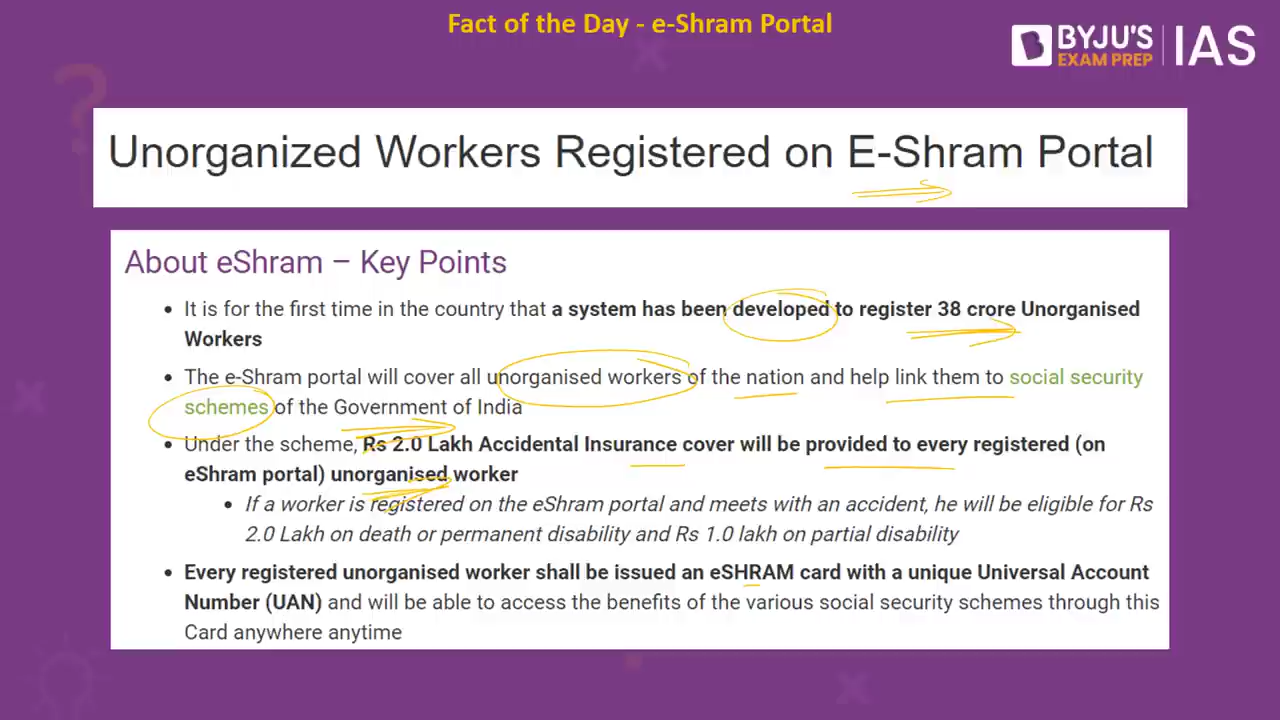 Fact of the Day - e-Shram Portal
BYJU'S
EXAM PREP
IAS
Unorganized Workers Registered on E-Shram Portal
About eShram – Key Points
• It is for the first time in the country that a system has been developed to register 38 crore Unorganised
Workers
• The e-Shram portal will cover all unorganised workers of the nation and help link them to social security
schemes of the Government of India
• Under the scheme, Rs 2.0 Lakh Accidental Insurance cover will be provided to every registered (on
eShram portal) unorganised worker
• If a worker is registered on the eShram portal and meets with an accident, he will be eligible for Rs
2.0 Lakh on death or permanent disability and Rs 1.0 lakh on partial disability
• Every registered unorganised worker shall be issued an eSHRAM card with a unique Universal Account
Number (UAN) and will be able to access the benefits of the various social security schemes through this
Card anywhere anytime